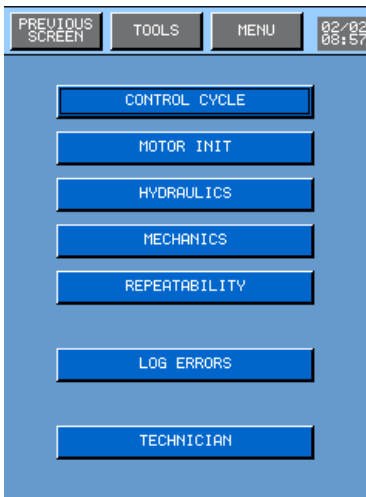 PREVIOUS
SCREEN
TOOLS
MENU
02/02
08:57
CONTROL CYCLE
MOTOR INIT
HYDRAULICS
MECHANICS
REPEATABILITY
LOG ERRORS
TECHNICIAN